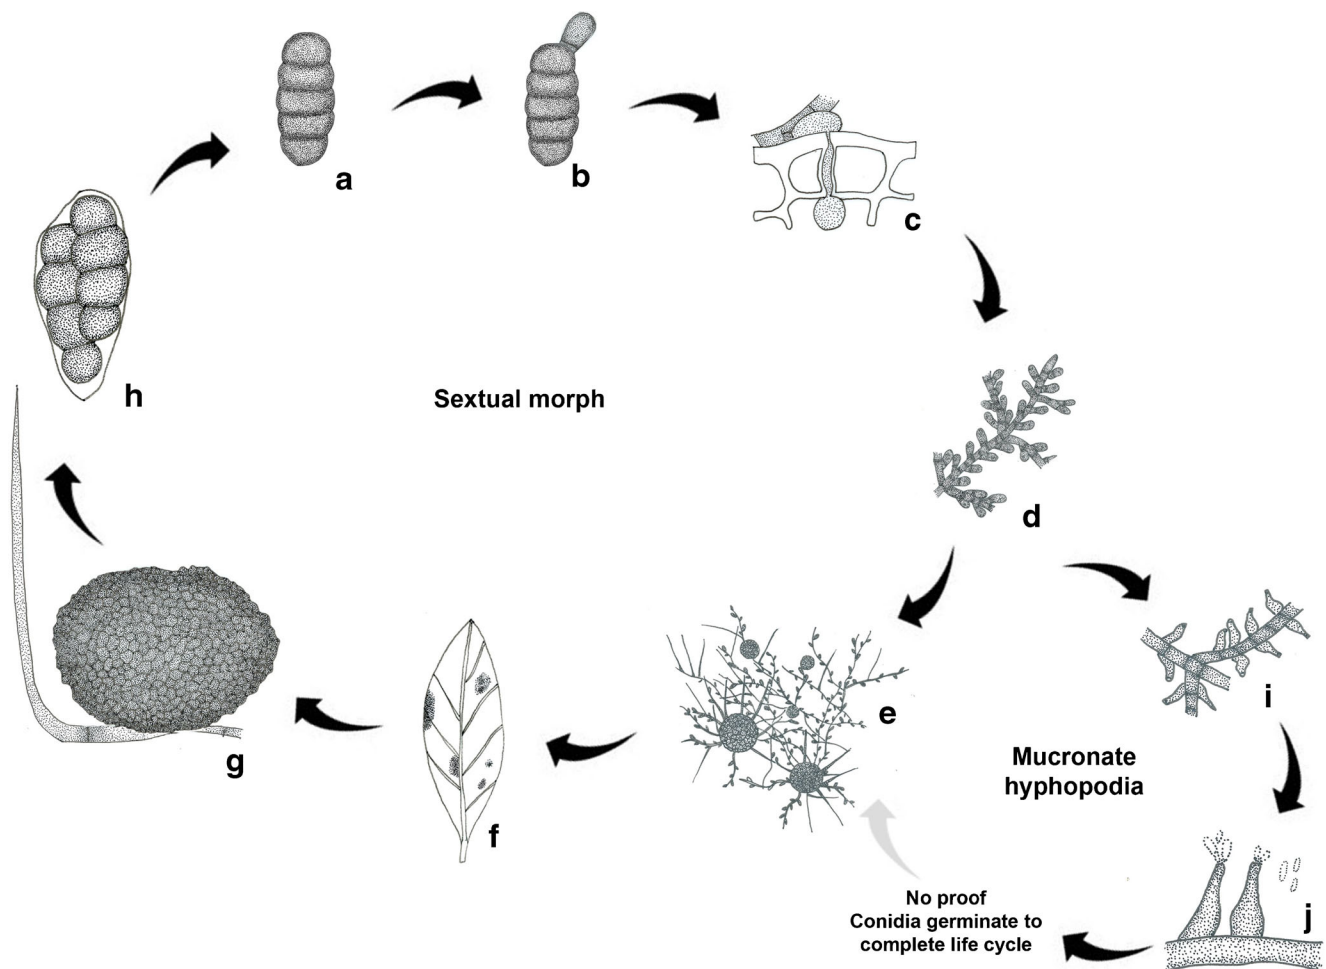 a
b
c
h
Sextual morph
d
e
i
g
f
Mucronate
hyphopodia
j
No proof
Conidia germinate to
complete life cycle